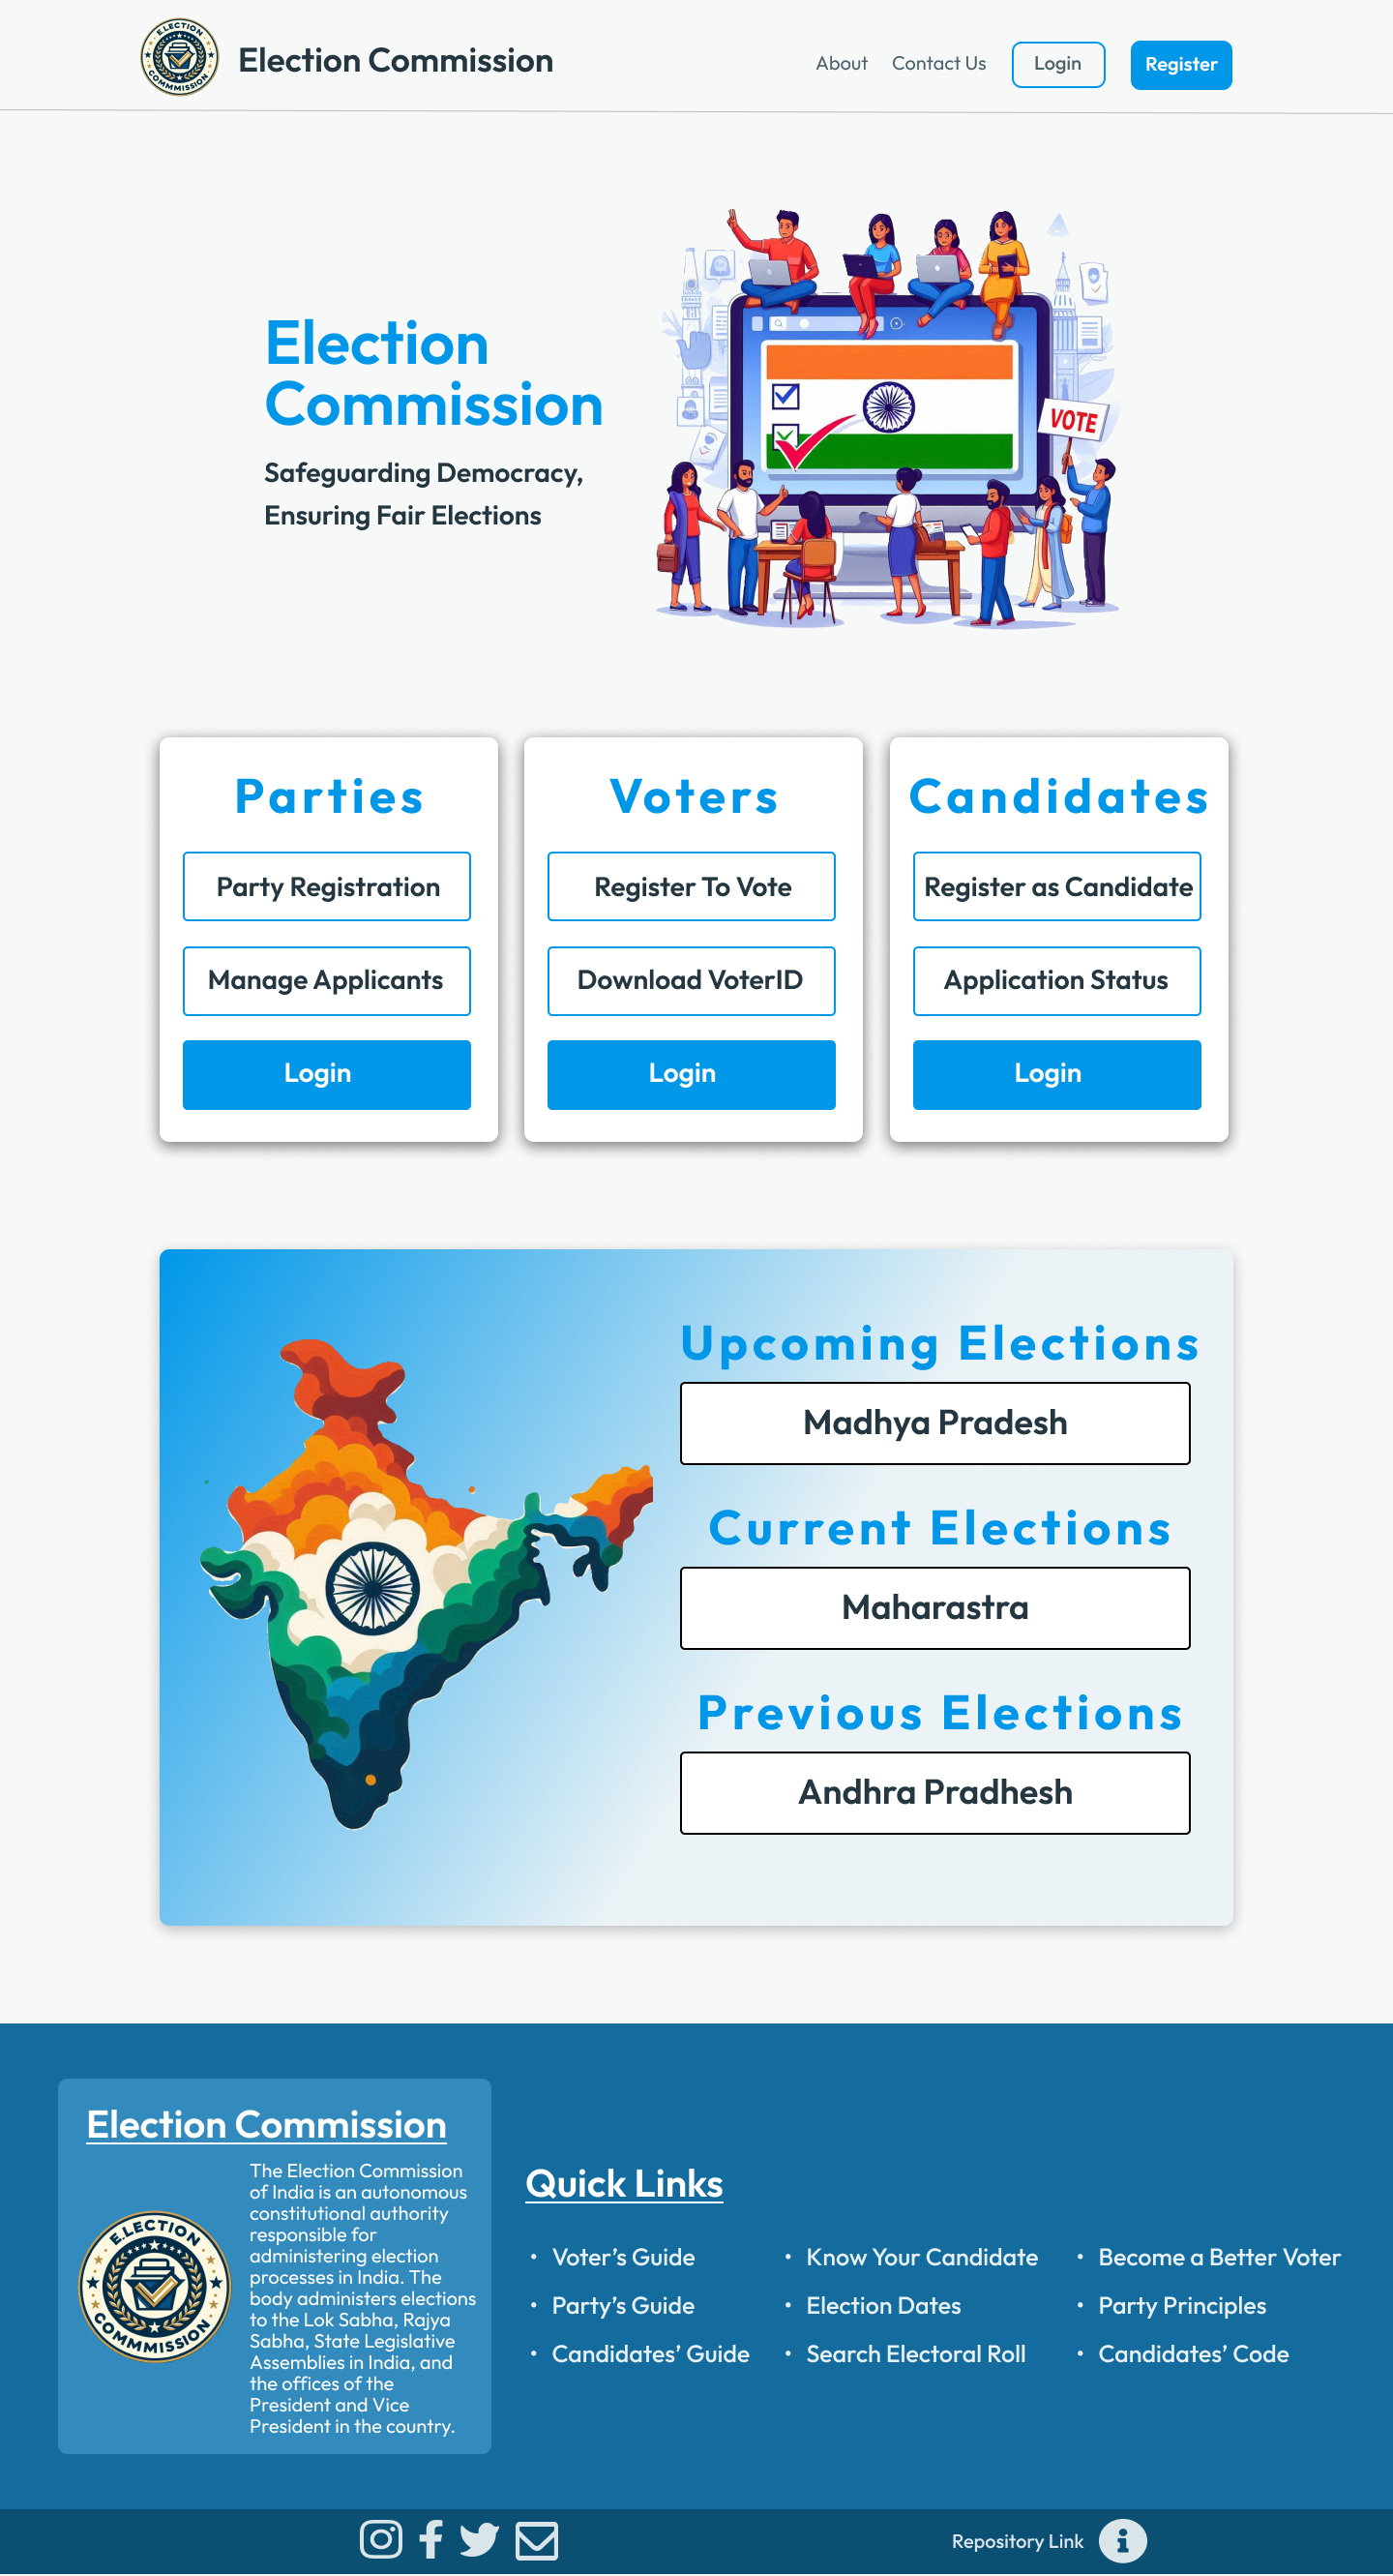 E.LECTION
COMMMISSION
Election Commission
About
Contact Us
Login
Register
Election
Commission
Safeguarding Democracy,
Ensuring Fair Elections
VOTE
Parties
Party Registration
Manage Applicants
Login
Voters
Register To Vote
Download VoterID
Login
Candidates
Register as Candidate
Application Status
Login
Upcoming Elections
Madhya Pradesh
Current Elections
Maharastra
Previous Elections
Andhra Pradhesh
Election Commission
E.LECTION
COMMMISSION
The Election Commission
of India is an autonomous
constitutional authority
responsible for
administering election
processes in India. The
body administers elections
to the Lok Sabha, Rajya
Sabha, State Legislative
Assemblies in India, and
the offices of the
President and Vice
President in the country.
Quick Links
• Voter’s Guide
• Party’s Guide
• Candidates’ Guide
• Know Your Candidate
• Election Dates
• Search Electoral Roll
• Become a Better Voter
• Party Principles
• Candidates’ Code
Repository Link